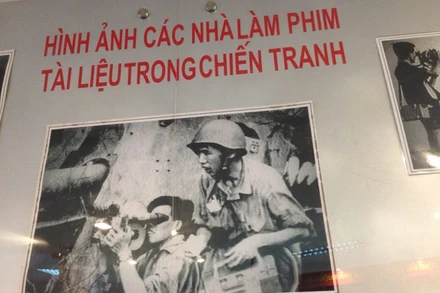 HÌNH ẢNH CÁC NHÀ LÀM PHIM
TÀI LIỆU TRONG CHIẾN TRANH